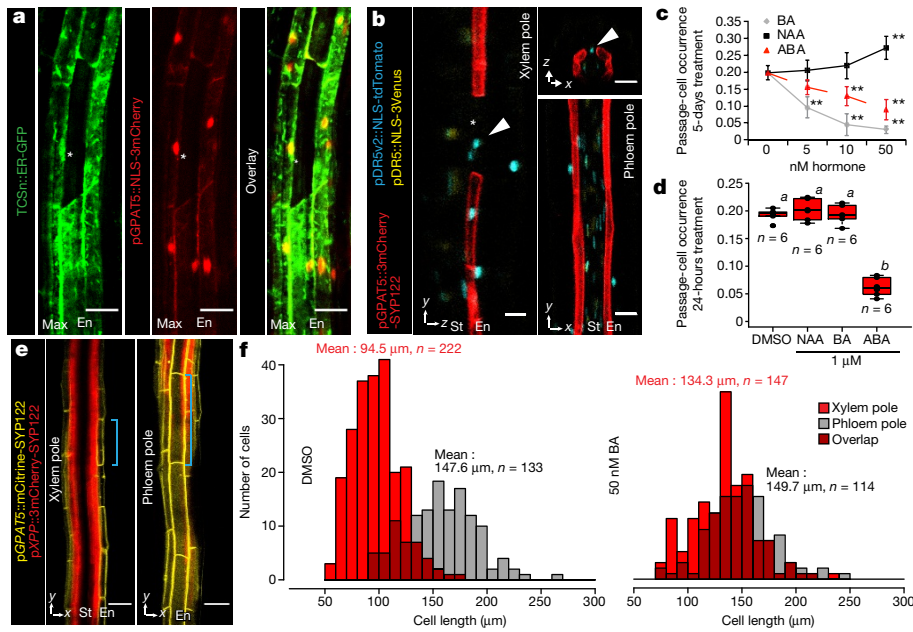 a
TCSn::ER-GFP
Max
En
*
pGPAT5::NLS-3mCherry
*
Overlay
Max
En
*
b
pGPAT5::3mCherry
-SYP122
pDR5v2::NLS-tdTomato
pDR5::NLS-3Venus
*
y
z
St
En
Xylem pole
z
x
Phloem pole
y
x
St
En
c
BA
NAA
ABA
Passage-cell occurrence
5-days treatment
0.35
0.30
0.25
0.20
0.15
0.10
0.05
0
**
**
**
**
**
**
0 5 10 50
nM hormone
d
Passage-cell occurrence
24-hours treatment
0.20
0.15
0.10
0.05
0
a
a
a
b
n = 6
n = 6
n = 6
n = 6
DMSO NAA BA ABA
1 μM
e
pGPAT5::mCitrine-SYP122
pXPP::3mCherry-SYP122
Xylem pole
y
x
St
En
Phloem pole
y
x
En
f
Mean : 94.5 μm, n = 222
DMSO
Mean :
147.6 μm, n = 133
Number of cells
40
30
20
10
0
50 100 150 200 250 300
Cell length (μm)
50 nM BA
Mean : 134.3 μm, n = 147
Xylem pole
Phloem pole
Overlap
Mean :
149.7 μm, n = 114
50 100 150 200 250 300
Cell length (μm)